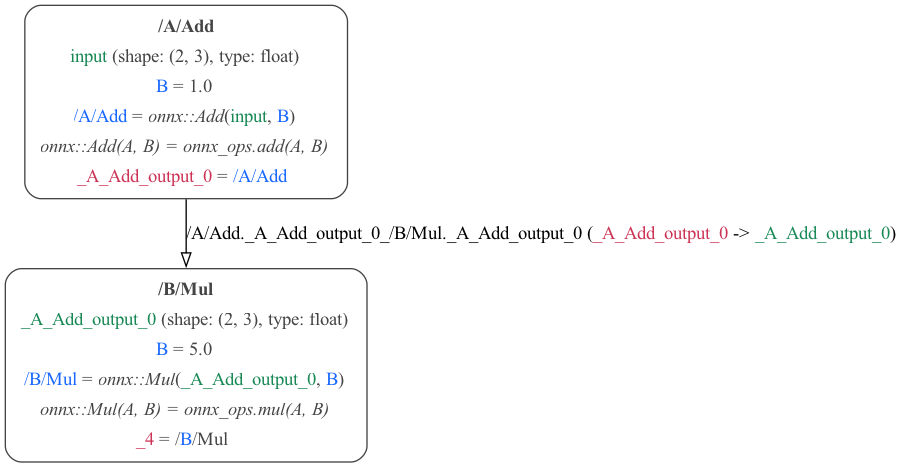 /A/Add
input (shape: (2, 3), type: float)
B = 1.0
/A/Add = onnx::Add(input, B)
onnx::Add(A, B) = onnx_ops.add(A, B)
_A_Add_output_0 = /A/Add
/A/Add._A_Add_output_0_/B/Mul._A_Add_output_0 (_A_Add_output_0 -> _A_Add_output_0)
/B/Mul
_A_Add_output_0 (shape: (2, 3), type: float)
B = 5.0
/B/Mul = onnx::Mul(_A_Add_output_0, B)
onnx::Mul(A, B) = onnx_ops.mul(A, B)
_4 = /B/Mul